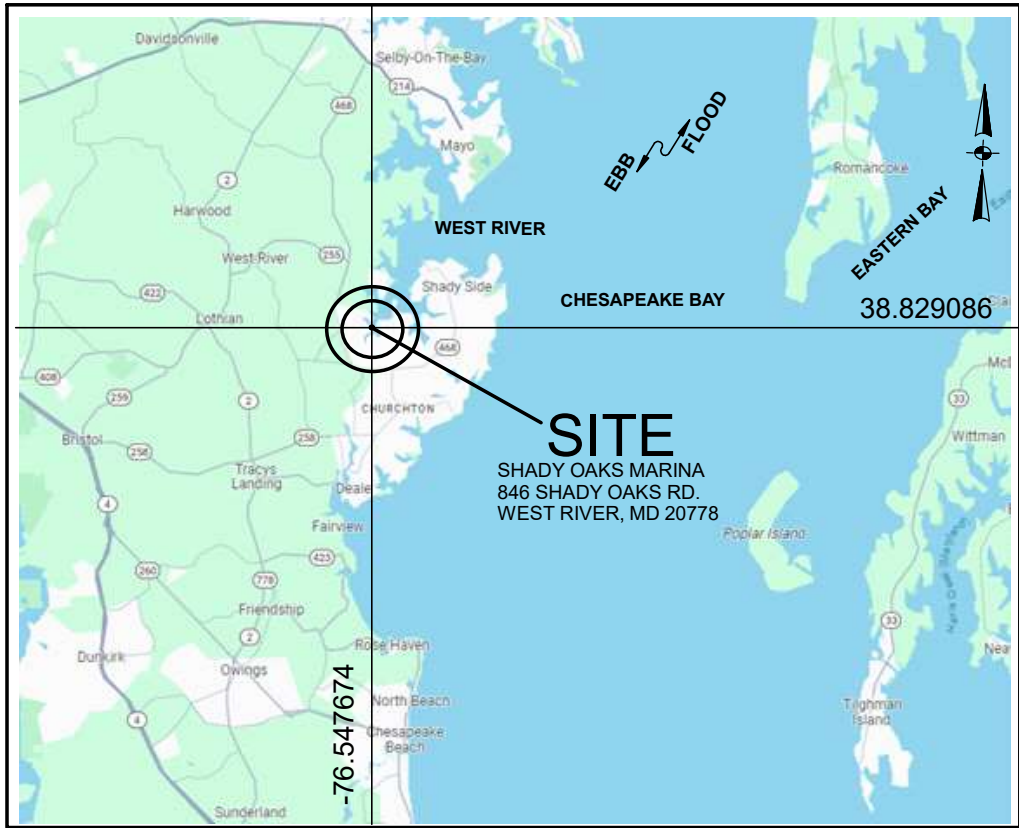 Davidsonville
Selby-On-The-Bay
214
468
Mayo
EBB
FLOOD
Romancoke
2
Harwood
WEST RIVER
EASTERN BAY
West River
255
Shady Side
422
Lothian
CHESAPEAKE BAY
38.829086
468
408
259
2
CHURCHTON
33
Wittman
Bristol
258
258
SITE
Tracys
Landing
SHADY OAKS MARINA
846 SHADY OAKS RD.
WEST RIVER, MD 20778
Deale
4
Fairview
Poplar Island
423
260
778
Friendship
33
2
Rose Haven
Dunkirk
Owings
-76.547674
North Beach
Tilghman
Island
4
Chesapeake
Beach
Sunderland